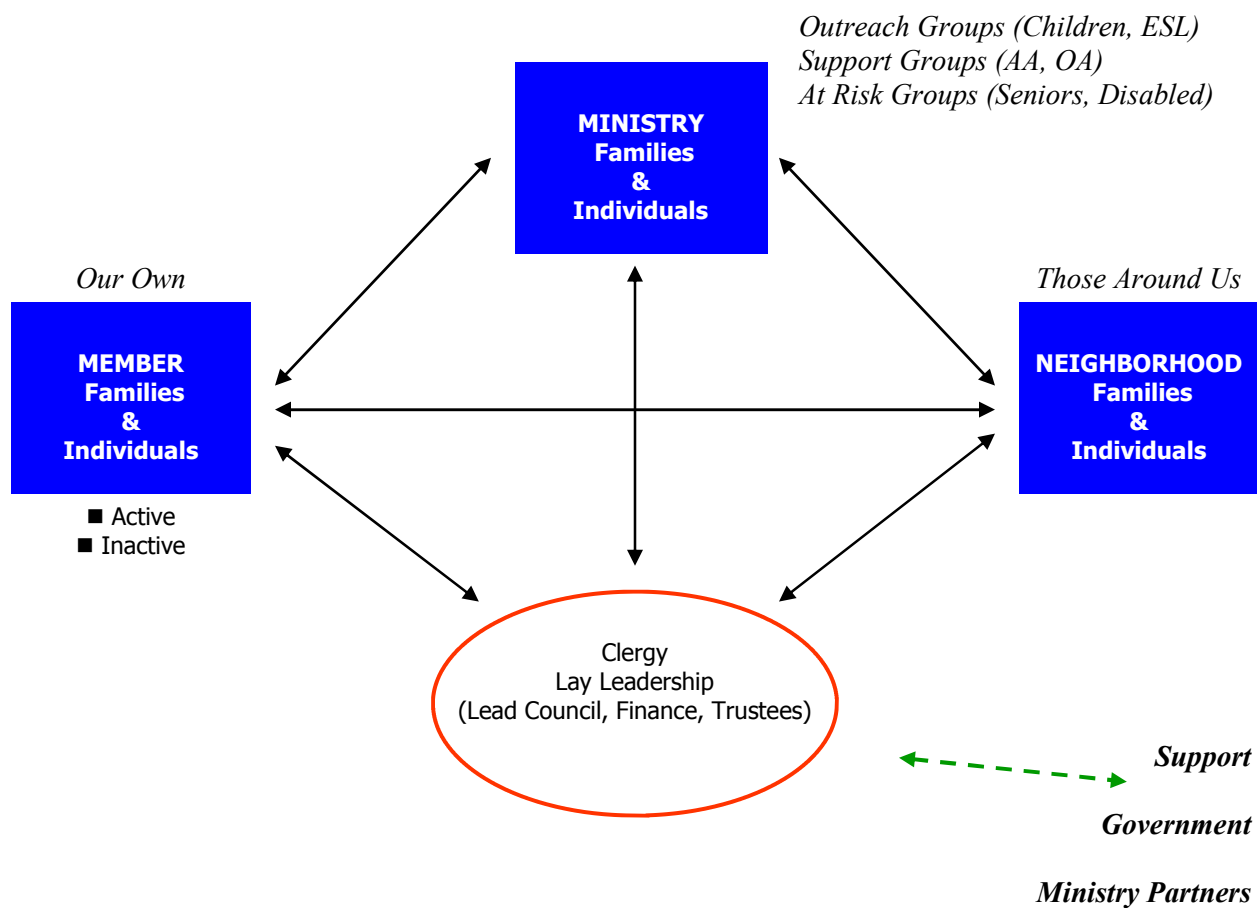 Outreach Groups (Children, ESL)
Support Groups (AA, OA)
At Risk Groups (Seniors, Disabled)
MINISTRY
Families
&
Individuals
Our Own
MEMBER
Families
&
Individuals
■ Active
■ Inactive
Those Around Us
NEIGHBORHOOD
Families
&
Individuals
Clergy
Lay Leadership
(Lead Council, Finance, Trustees)
Support
Government
Ministry Partners